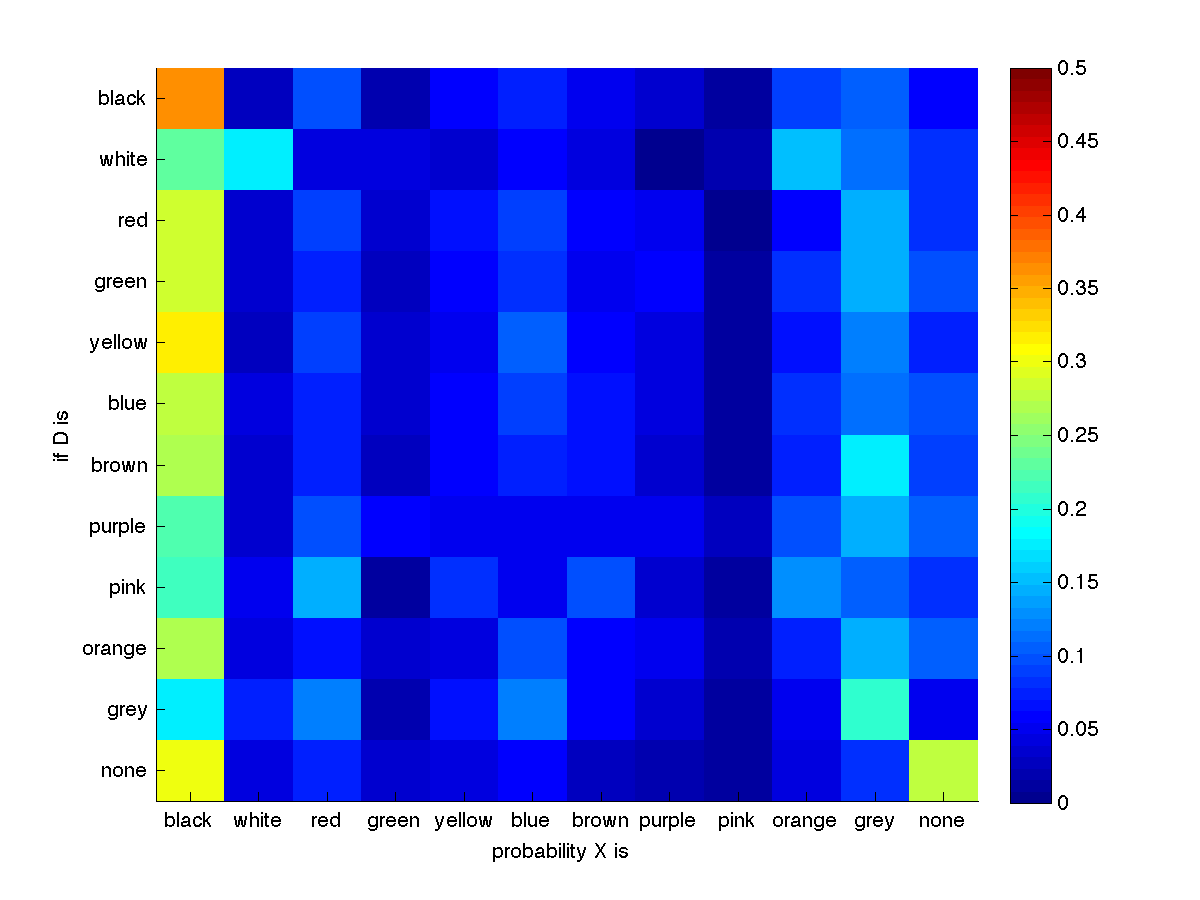 if D is
black
white
red
green
yellow
blue
brown
purple
pink
orange
grey
none
black white red green yellow blue brown purple pink orange grey none
probability X is
0.5
0.45
0.4
0.35
0.3
0.25
0.2
0.15
0.1
0.05
0